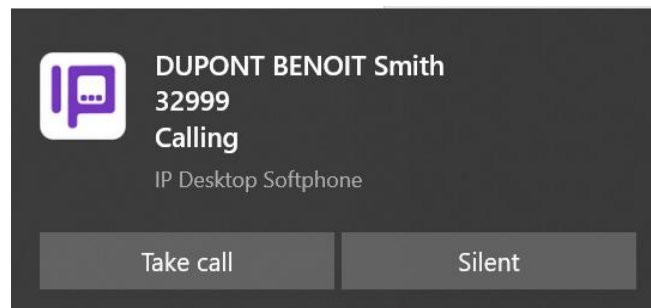 DUPONT BENOIT Smith
32999
Calling
IP Desktop Softphone
Take call
Silent